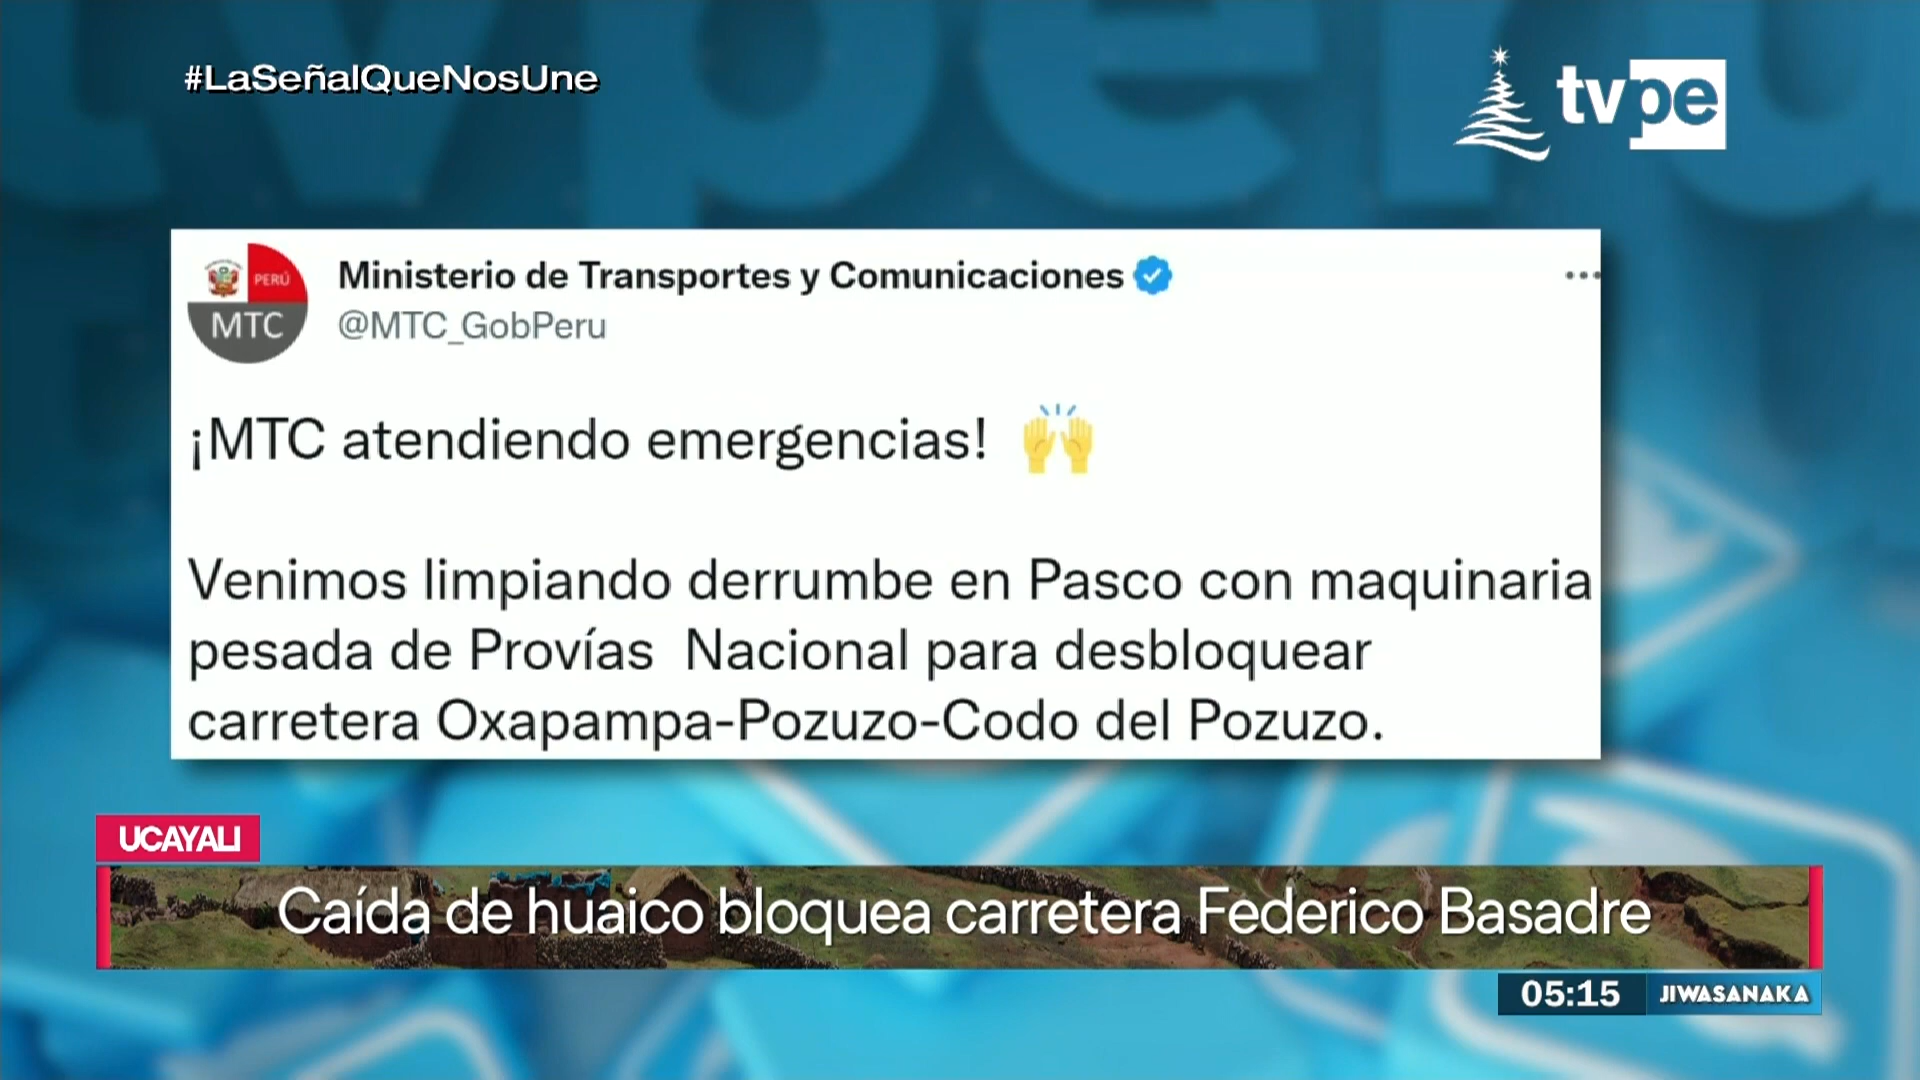 #LaSeñalQueNosUne
tvpe
PERÚ
MTC
Ministerio de Transportes y Comunicaciones
@MTC_GobPeru
¡MTC atendiendo emergencias! 🙌
Venimos limpiando derrumbe en Pasco con maquinaria
pesada de Provías Nacional para desbloquear
carretera Oxapampa-Pozuzo-Codo del Pozuzo.
UCAYALI
Caída de huaico bloquea carretera Federico Basadre
05:15 JIWASANAKA